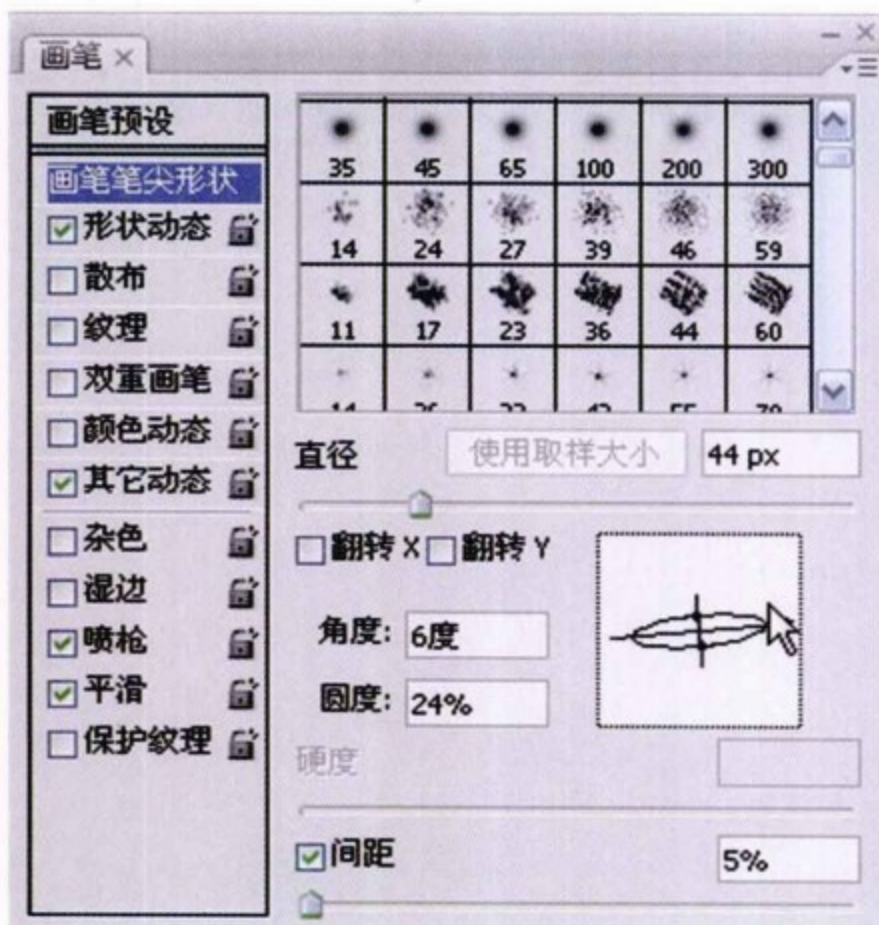 画笔 ×
画笔预设
画笔笔尖形状
形状动态
散布
纹理
双重画笔
颜色动态
其它动态
杂色
湿边
喷枪
平滑
保护纹理
35 45 65 100 200 300
14 24 27 39 46 59
11 17 23 36 44 60
直径 使用取样大小 44 px
翻转 X 翻转 Y
角度: 6度
圆度: 24%
硬度
间距 5%